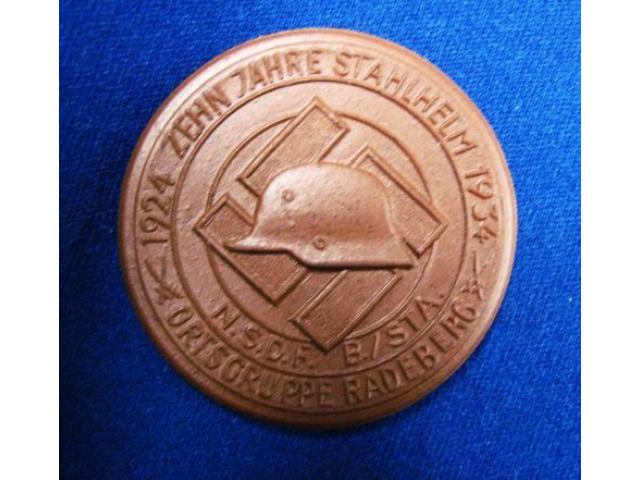 1924 ZEHN JAHRE STAHLHELM 1934
N.S.D.F. B./STA.
ORTSGRUPPE RADEBERG